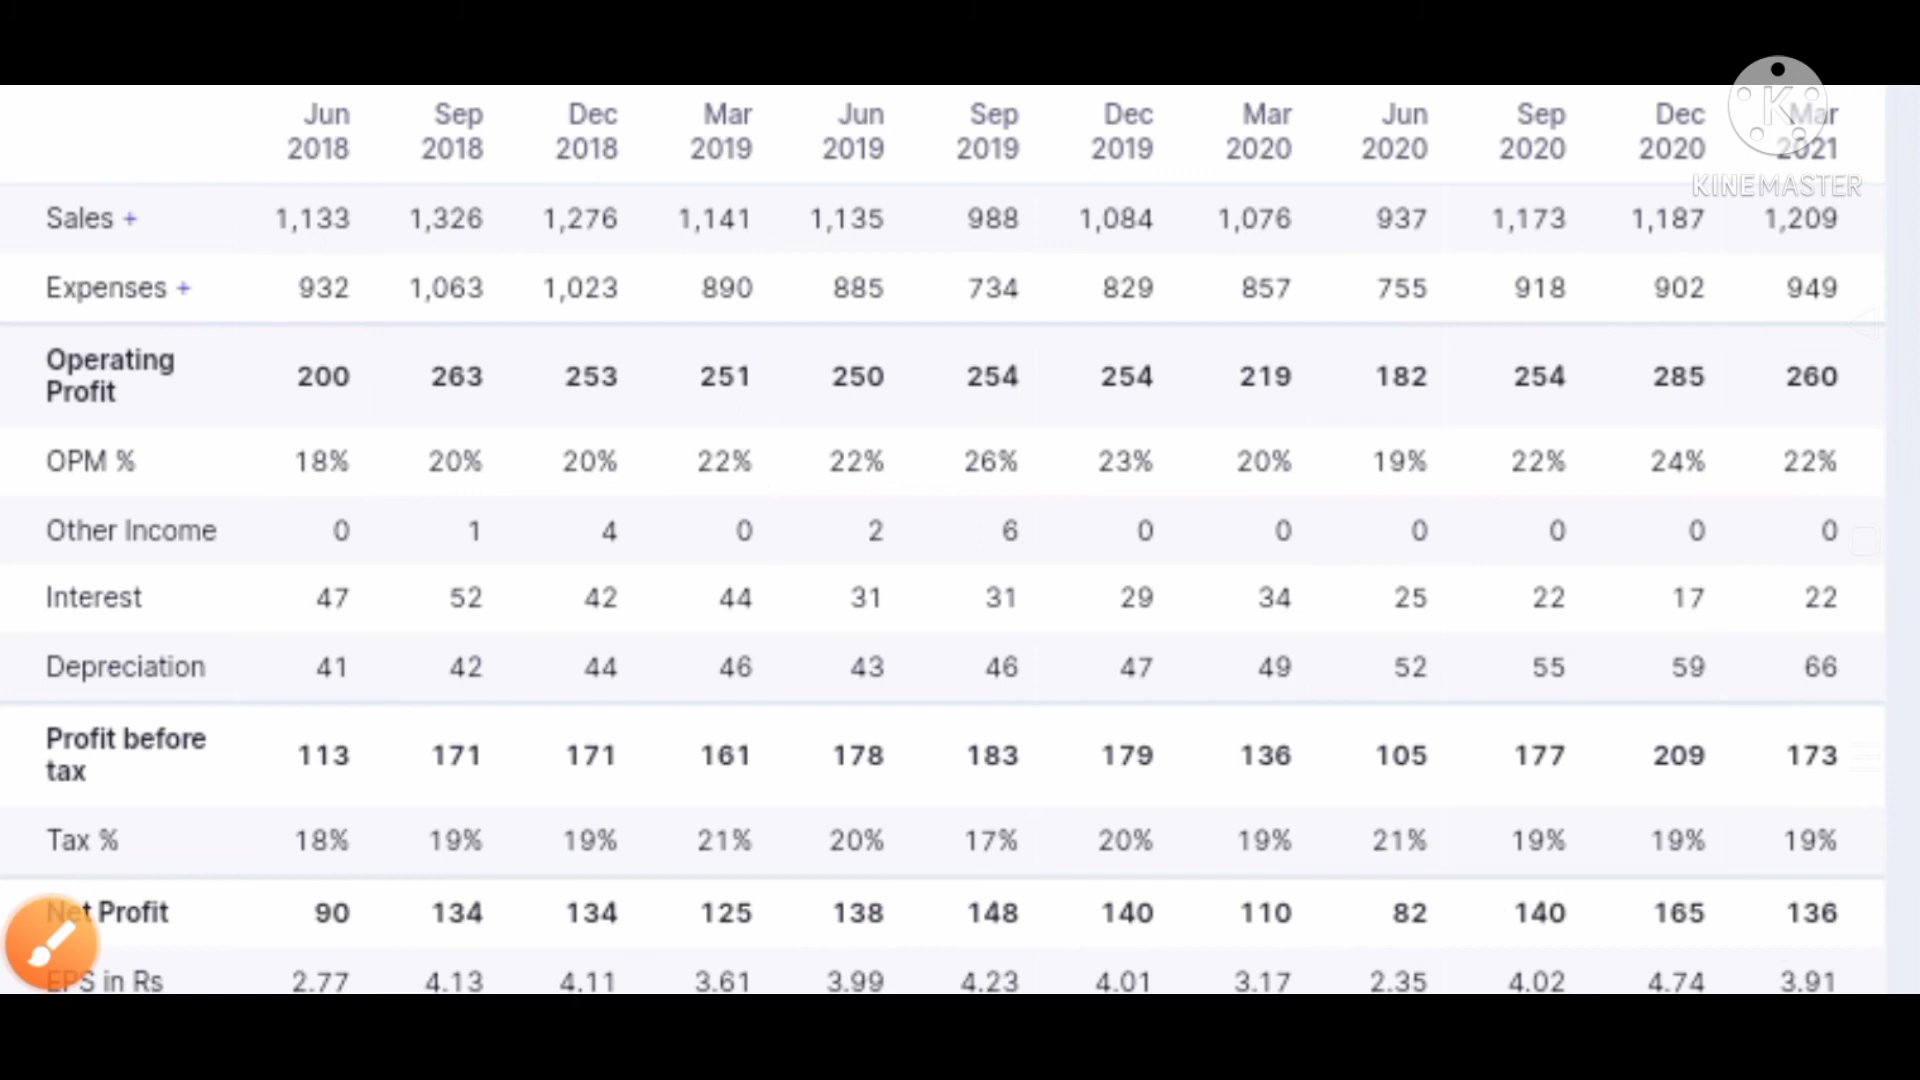 Jun Sep Dec Mar Jun Sep Dec Mar Jun Sep Dec Mar
2018 2018 2018 2019 2019 2019 2019 2020 2020 2020 2020 2021
K
KINEMASTER
Sales + 1,133 1,326 1,276 1,141 1,135 988 1,084 1,076 937 1,173 1,187 1,209
Expenses + 932 1,063 1,023 890 885 734 829 857 755 918 902 949
Operating
Profit 200 263 253 251 250 254 254 219 182 254 285 260
OPM % 18% 20% 20% 22% 22% 26% 23% 20% 19% 22% 24% 22%
Other Income 0 1 4 0 2 6 0 0 0 0 0 0
Interest 47 52 42 44 31 31 29 34 25 22 17 22
Depreciation 41 42 44 46 43 46 47 49 52 55 59 66
Profit before
tax 113 171 171 161 178 183 179 136 105 177 209 173
Tax % 18% 19% 19% 21% 20% 17% 20% 19% 21% 19% 19% 19%
Net Profit 90 134 134 125 138 148 140 110 82 140 165 136
EPS in Rs 2.77 4.13 4.11 3.61 3.99 4.23 4.01 3.17 2.35 4.02 4.74 3.91